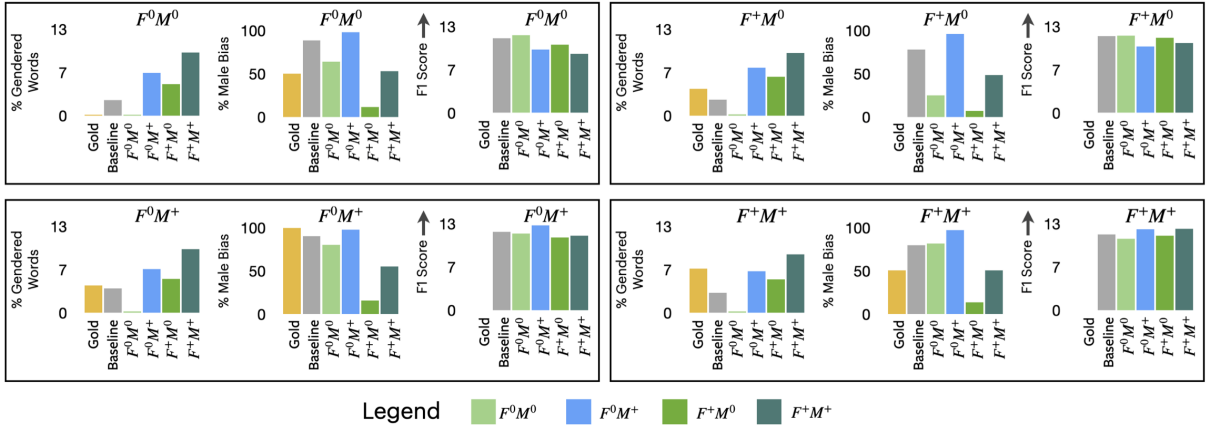 F⁰M⁰
% Gendered
Words
13
7
0
Gold
Baseline
F⁰M⁰
F⁰M⁺
F⁺M⁰
F⁺M⁺
F⁰M⁰
% Male Bias
100
50
0
Gold
Baseline
F⁰M⁰
F⁰M⁺
F⁺M⁰
F⁺M⁺
F⁰M⁰
F1 Score
13
7
0
Gold
Baseline
F⁰M⁰
F⁰M⁺
F⁺M⁰
F⁺M⁺
F⁺M⁰
% Gendered
Words
13
7
0
Gold
Baseline
F⁰M⁰
F⁰M⁺
F⁺M⁰
F⁺M⁺
F⁺M⁰
% Male Bias
100
50
0
Gold
Baseline
F⁰M⁰
F⁰M⁺
F⁺M⁰
F⁺M⁺
F⁺M⁰
F1 Score
13
7
0
Gold
Baseline
F⁰M⁰
F⁰M⁺
F⁺M⁰
F⁺M⁺
F⁰M⁺
% Gendered
Words
13
7
0
Gold
Baseline
F⁰M⁰
F⁰M⁺
F⁺M⁰
F⁺M⁺
F⁰M⁺
% Male Bias
100
50
0
Gold
Baseline
F⁰M⁰
F⁰M⁺
F⁺M⁰
F⁺M⁺
F⁰M⁺
F1 Score
13
7
0
Gold
Baseline
F⁰M⁰
F⁰M⁺
F⁺M⁰
F⁺M⁺
F⁺M⁺
% Gendered
Words
13
7
0
Gold
Baseline
F⁰M⁰
F⁰M⁺
F⁺M⁰
F⁺M⁺
F⁺M⁺
% Male Bias
100
50
0
Gold
Baseline
F⁰M⁰
F⁰M⁺
F⁺M⁰
F⁺M⁺
F⁺M⁺
F1 Score
13
7
0
Gold
Baseline
F⁰M⁰
F⁰M⁺
F⁺M⁰
F⁺M⁺
Legend F⁰M⁰ F⁰M⁺ F⁺M⁰ F⁺M⁺